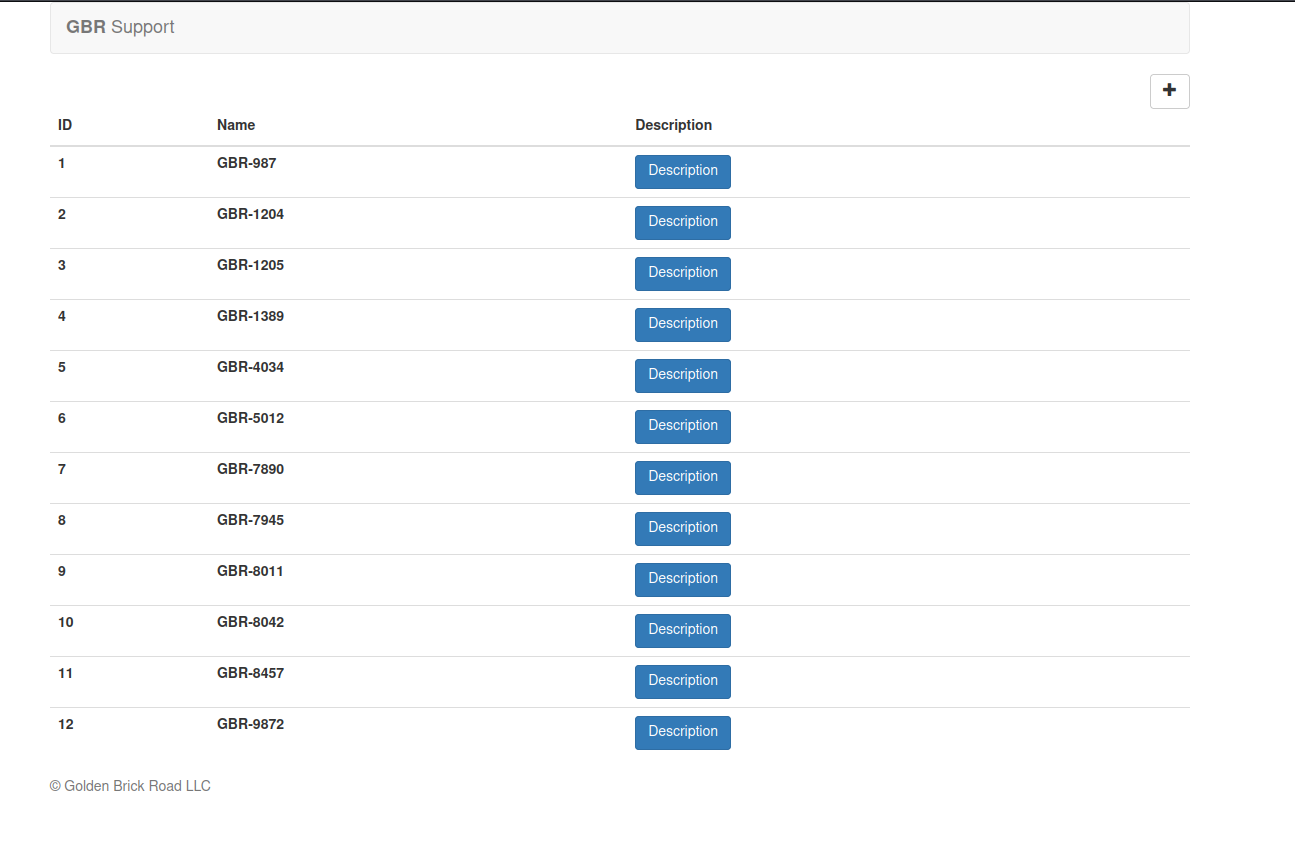 GBR Support
+
ID Name Description
1 GBR-987 Description
2 GBR-1204 Description
3 GBR-1205 Description
4 GBR-1389 Description
5 GBR-4034 Description
6 GBR-5012 Description
7 GBR-7890 Description
8 GBR-7945 Description
9 GBR-8011 Description
10 GBR-8042 Description
11 GBR-8457 Description
12 GBR-9872 Description
© Golden Brick Road LLC